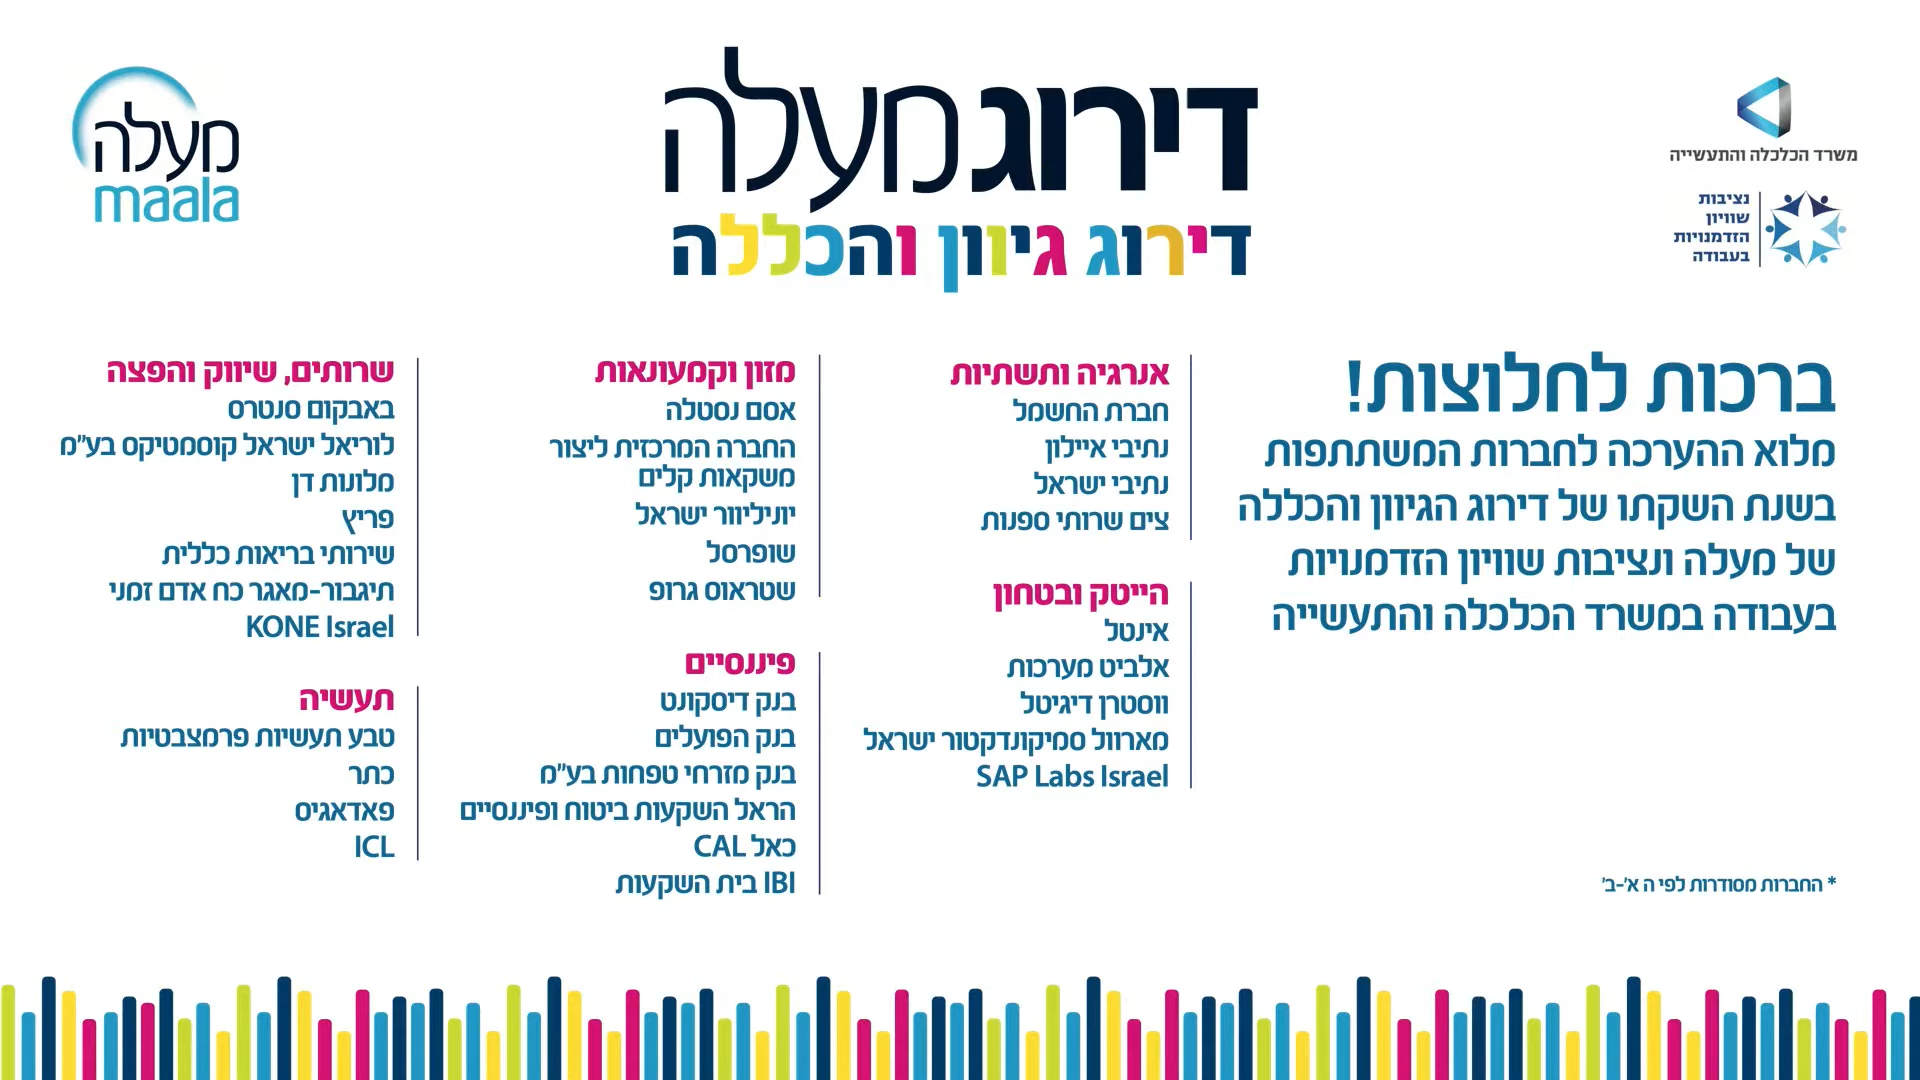 מעלה
maala
דירוג מעלה
דירוג גיוון והכללה
משרד הכלכלה והתעשייה
נציבות
שוויון
הזדמנויות
בעבודה
ברכות לחלוצות!
מלוא ההערכה לחברות המשתתפות
בשנת השקתו של דירוג הגיוון והכללה
של מעלה ונציבות שוויון הזדמנויות
בעבודה במשרד הכלכלה והתעשייה
* החברות מסודרות לפי ה א'-ב'
אנרגיה ותשתיות
חברת החשמל
נתיבי איילון
נתיבי ישראל
צים שרותי ספנות
הייטק ובטחון
אינטל
אלביט מערכות
ווסטרן דיגיטל
מארוול סמיקונדקטור ישראל
SAP Labs Israel
מזון וקמעונאות
אסם נסטלה
החברה המרכזית ליצור
משקאות קלים
יוניליוור ישראל
שופרסל
שטראוס גרופ
פיננסיים
בנק דיסקונט
בנק הפועלים
בנק מזרחי טפחות בע"מ
הראל השקעות ביטוח ופיננסיים
כאל CAL
IBI בית השקעות
שרותים, שיווק והפצה
באבקום סנטרס
לוריאל ישראל קוסמטיקס בע"מ
מלונות דן
פריץ
שירותי בריאות כללית
תיגבור-מאגר כח אדם זמני
KONE Israel
תעשיה
טבע תעשיות פרמצבטיות
כתר
פאדאגיס
ICL